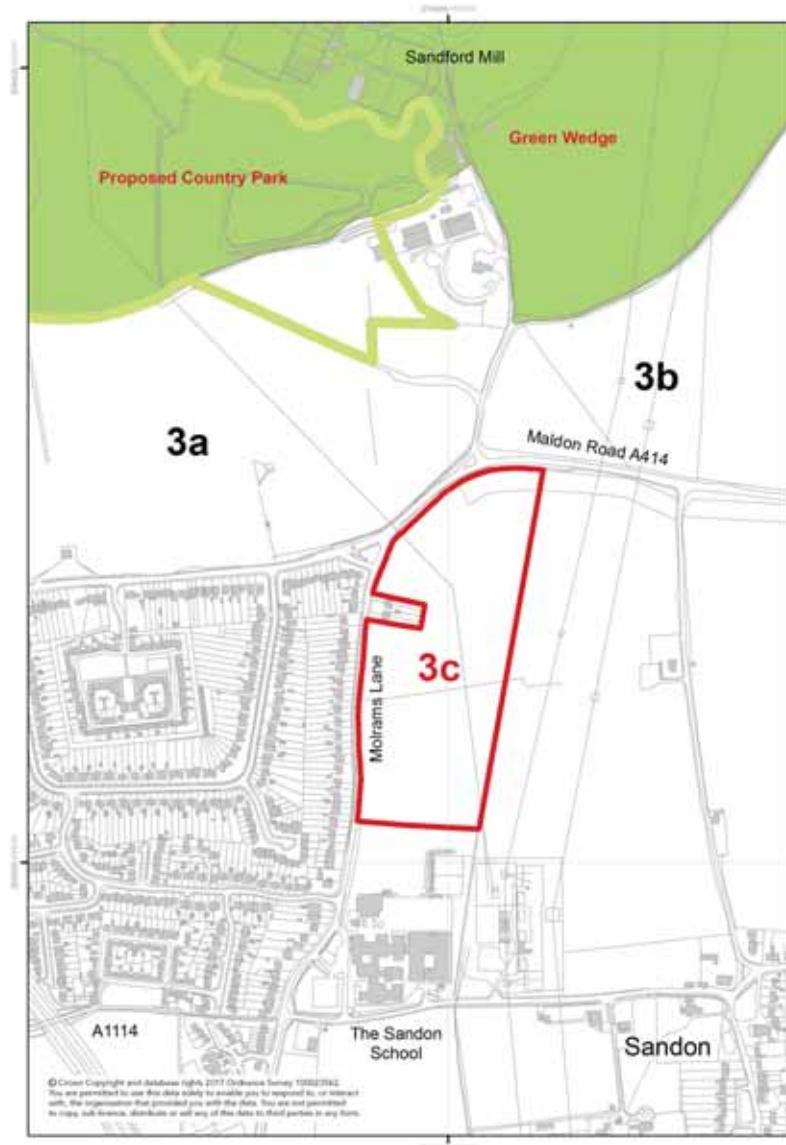 Sandford Mill
Green Wedge
Proposed Country Park
3b
3a
Maldon Road A414
3c
Molrams Lane
A1114
The Sandon
School
Sandon
© Crown Copyright and database rights 2017 Ordnance Survey 100023562.
You are permitted to use this data solely to enable you to respond to, or interact
with, the organisation that provided you with the data. You are not permitted
to copy, sub-licence, distribute or sell any of this data to third parties in any form.